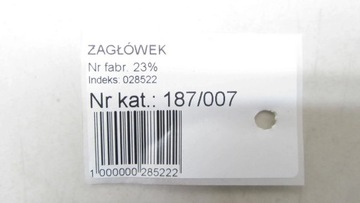 ZAGŁÓWEK
Nr fabr. 23%
Indeks: 028522
Nr kat.: 187/007
1 000000 285222